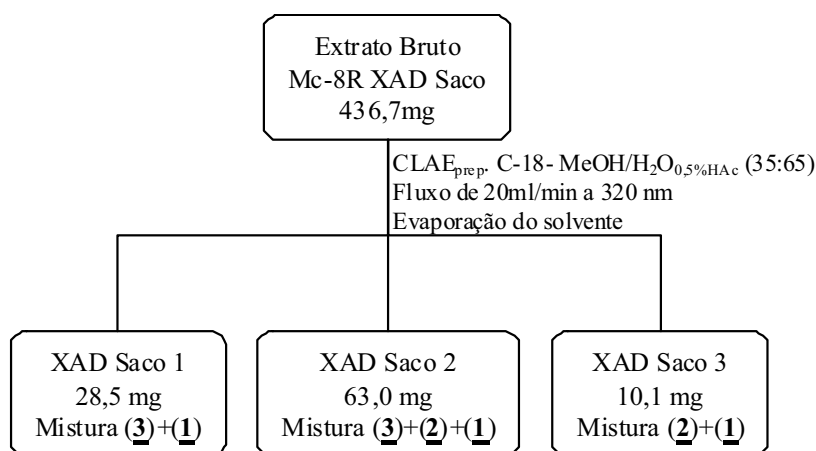 Extrato Bruto
Mc-8R XAD Saco
436,7mg
CLAEprep. C-18- MeOH/H2O0,5%HAc (35:65)
Fluxo de 20ml/min a 320 nm
Evaporação do solvente
XAD Saco 1
28,5 mg
Mistura (3)+(1)
XAD Saco 2
63,0 mg
Mistura (3)+(2)+(1)
XAD Saco 3
10,1 mg
Mistura (2)+(1)